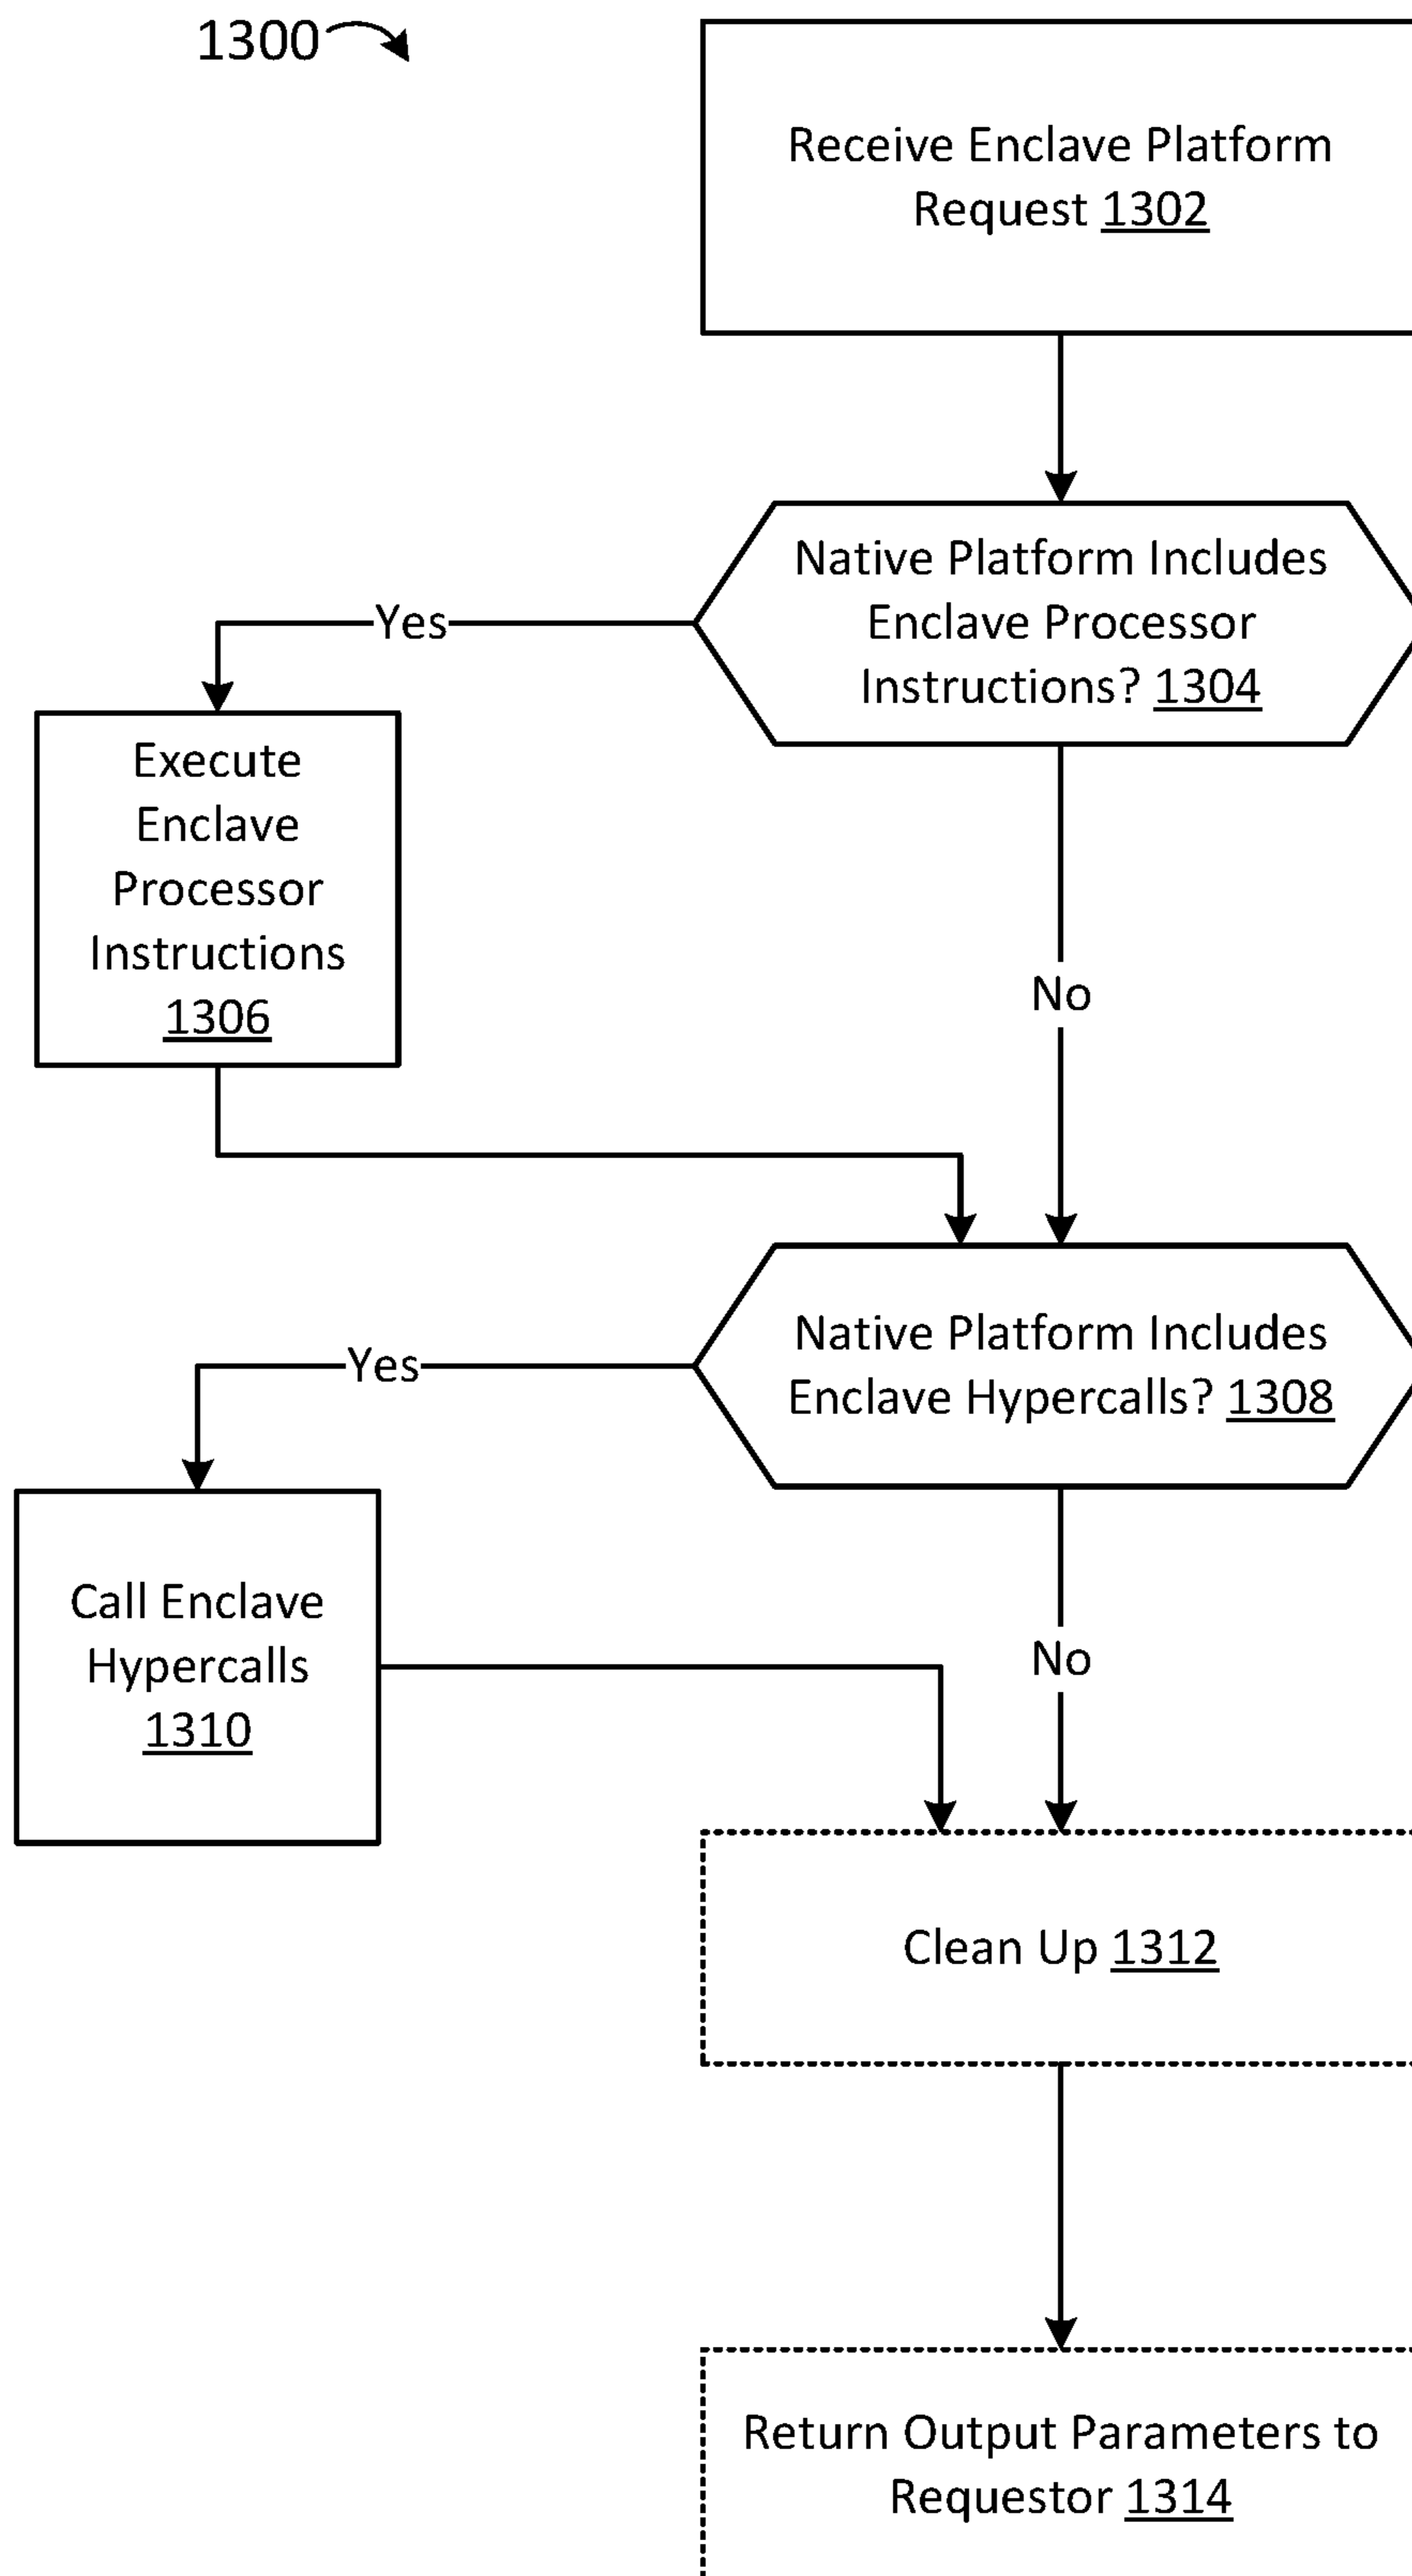 1300
Receive Enclave Platform
Request 1302
Native Platform Includes
Enclave Processor
Instructions? 1304
Yes
Execute
Enclave
Processor
Instructions
1306
No
Native Platform Includes
Enclave Hypercalls? 1308
Yes
Call Enclave
Hypercalls
1310
No
Clean Up 1312
Return Output Parameters to
Requestor 1314